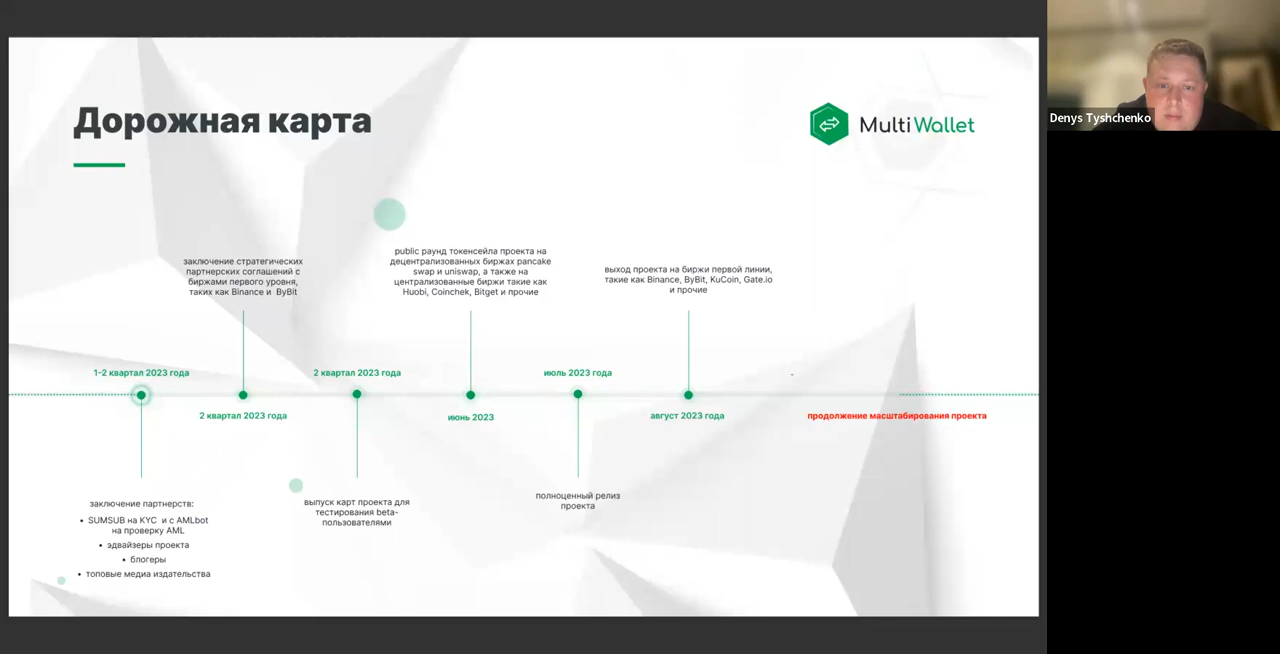 Дорожная карта
MultiWallet
Denys Tyshchenko
заключение стратегических
партнерских соглашений с
биржами первого уровня,
таких как Binance и ByBit
public раунд токенсейла проекта на
децентрализованных биржах pancake
swap и uniswap, а также на
централизованные биржи такие как
Huobi, Coinchek, Bitget и прочие
выход проекта на биржи первой линии,
такие как Binance, ByBit, KuCoin, Gate.io
и прочие
1-2 квартал 2023 года
2 квартал 2023 года
2 квартал 2023 года
июнь 2023
июль 2023 года
август 2023 года
продолжение масштабирования проекта
заключение партнерств:
• SUMSUB на KYC и с AMLbot
на проверку AML
• эдвайзеры проекта
• блогеры
• топовые медиа издательства
выпуск карт проекта для
тестирования beta-
пользователями
полноценный релиз
проекта